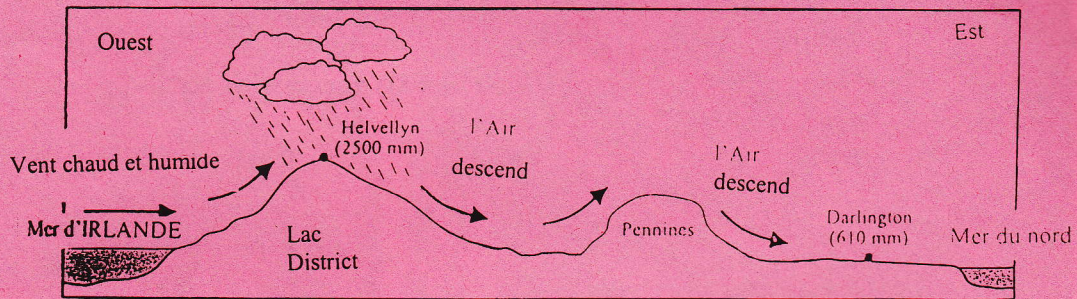 Ouest
Est
Helvellyn
(2500 mm)
l'Air
descend
Vent chaud et humide
l'Air
descend
Mer d'IRLANDE
Lac
District
Pennines
Darlington
(610 mm)
Mer du nord